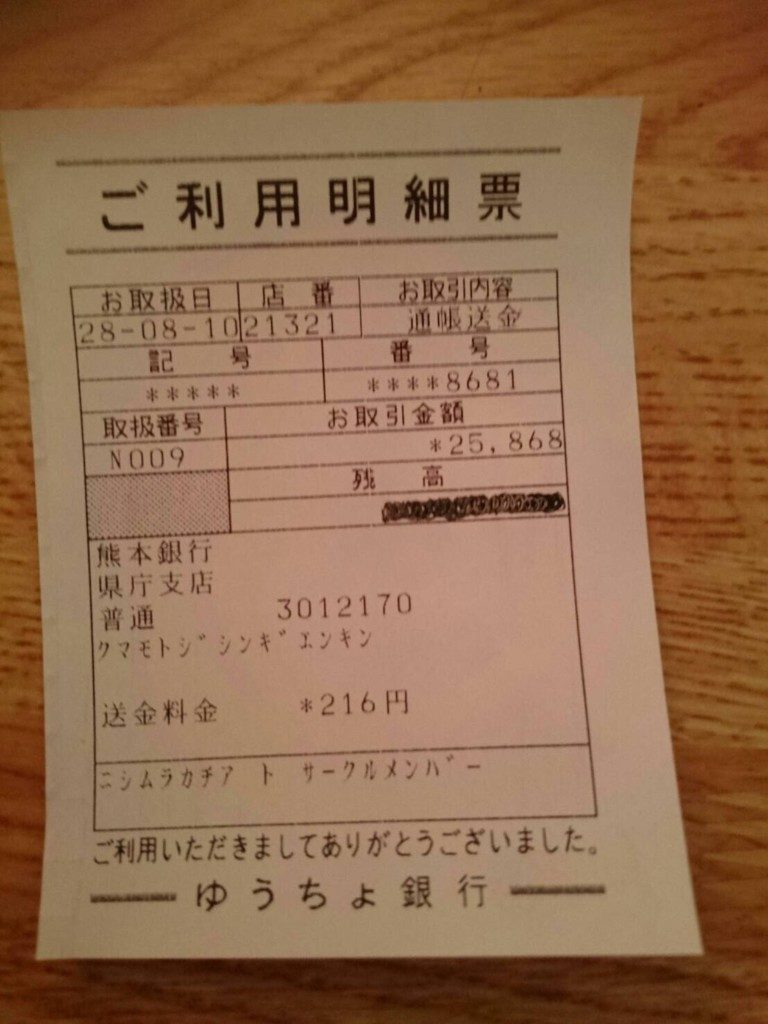 ご利用明細票
お取扱日 店番 お取引内容
28-08-10 21321 通帳送金
記号 番号
***** ****8681
取扱番号 お取引金額
N009 *25,868
残高
熊本銀行
県庁支店
普通 3012170
クマモトジシンギエンキン
送金料金 *216円
ニシムラカチアート サークルメンバー
ご利用いただきましてありがとうございました。
ゆうちょ銀行